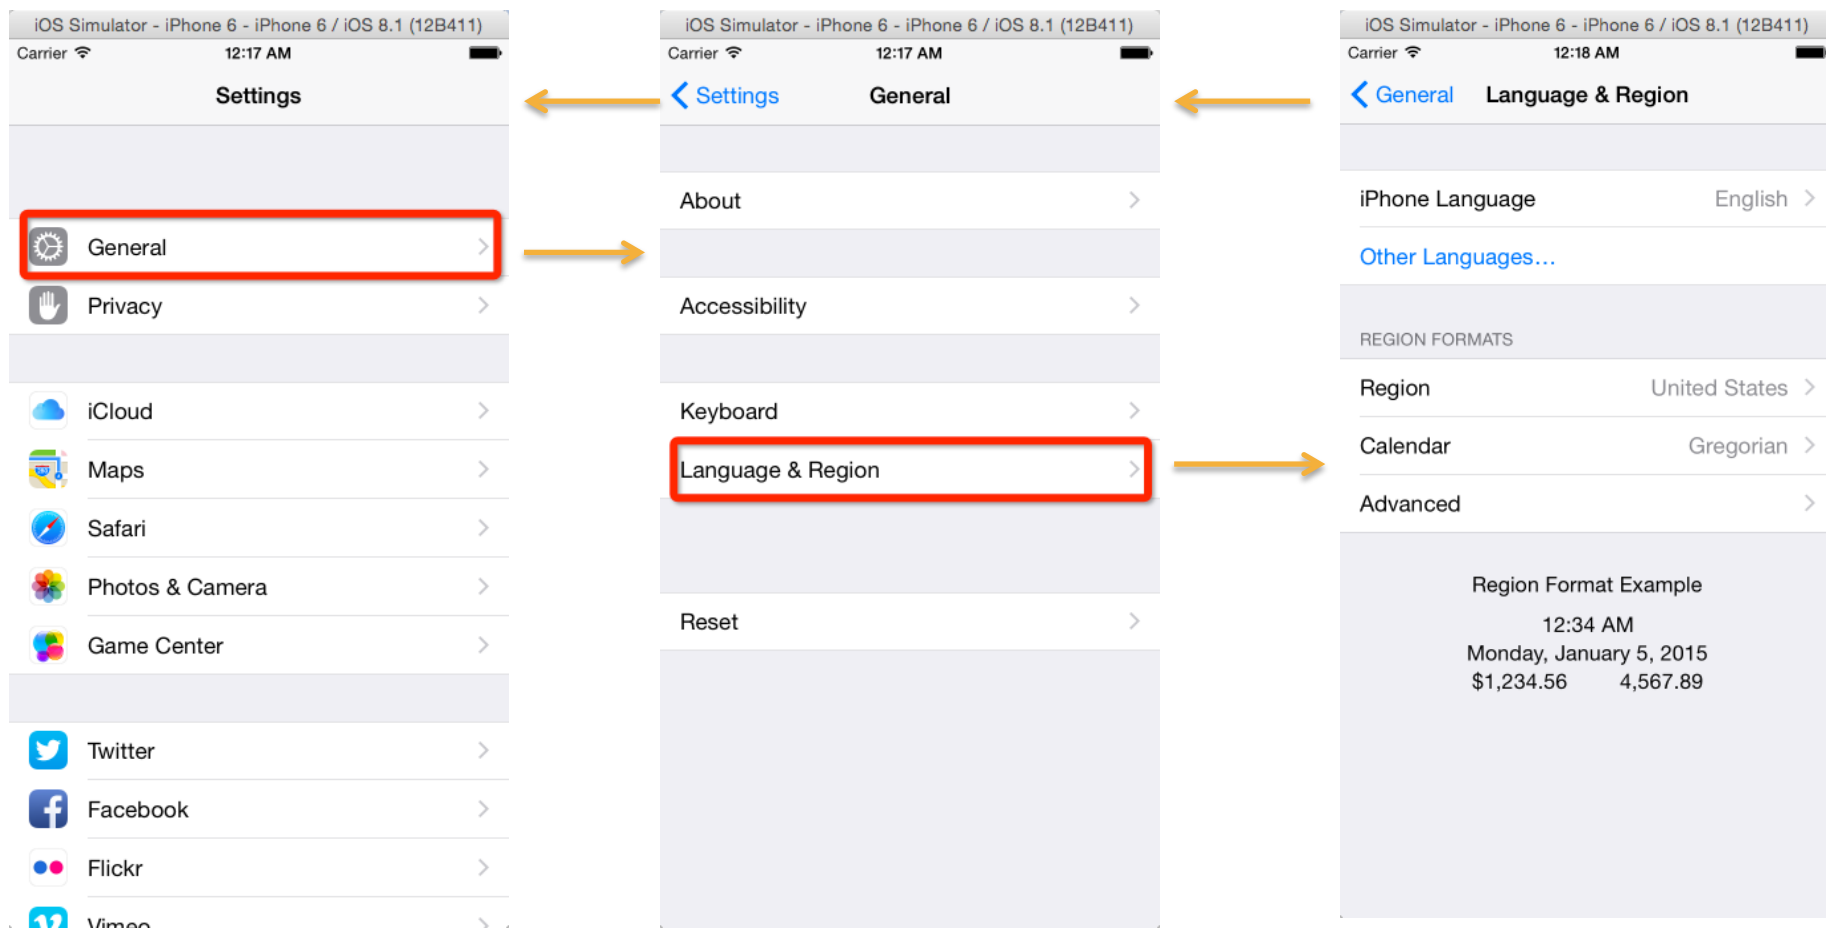 iOS Simulator - iPhone 6 - iPhone 6 / iOS 8.1 (12B411)
Carrier 12:17 AM
Settings
General
Privacy
iCloud
Maps
Safari
Photos & Camera
Game Center
Twitter
Facebook
Flickr
Vimeo
iOS Simulator - iPhone 6 - iPhone 6 / iOS 8.1 (12B411)
Carrier 12:17 AM
Settings General
About
Accessibility
Keyboard
Language & Region
Reset
iOS Simulator - iPhone 6 - iPhone 6 / iOS 8.1 (12B411)
Carrier 12:18 AM
General Language & Region
iPhone Language English
Other Languages...
REGION FORMATS
Region United States
Calendar Gregorian
Advanced
Region Format Example
12:34 AM
Monday, January 5, 2015
$1,234.56 4,567.89